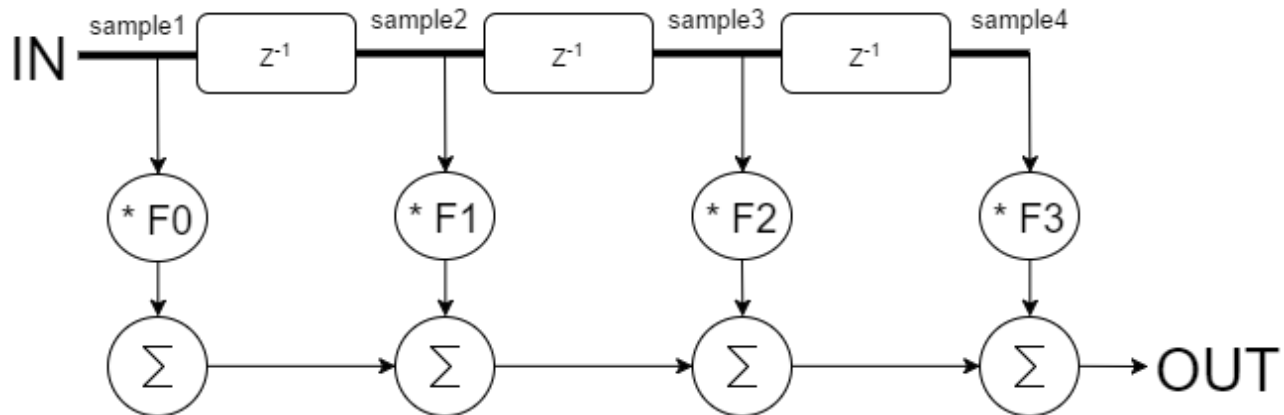 sample1
sample2
sample3
sample4
IN
Z⁻¹
Z⁻¹
Z⁻¹
* F0
* F1
* F2
* F3
Σ
Σ
Σ
Σ
OUT